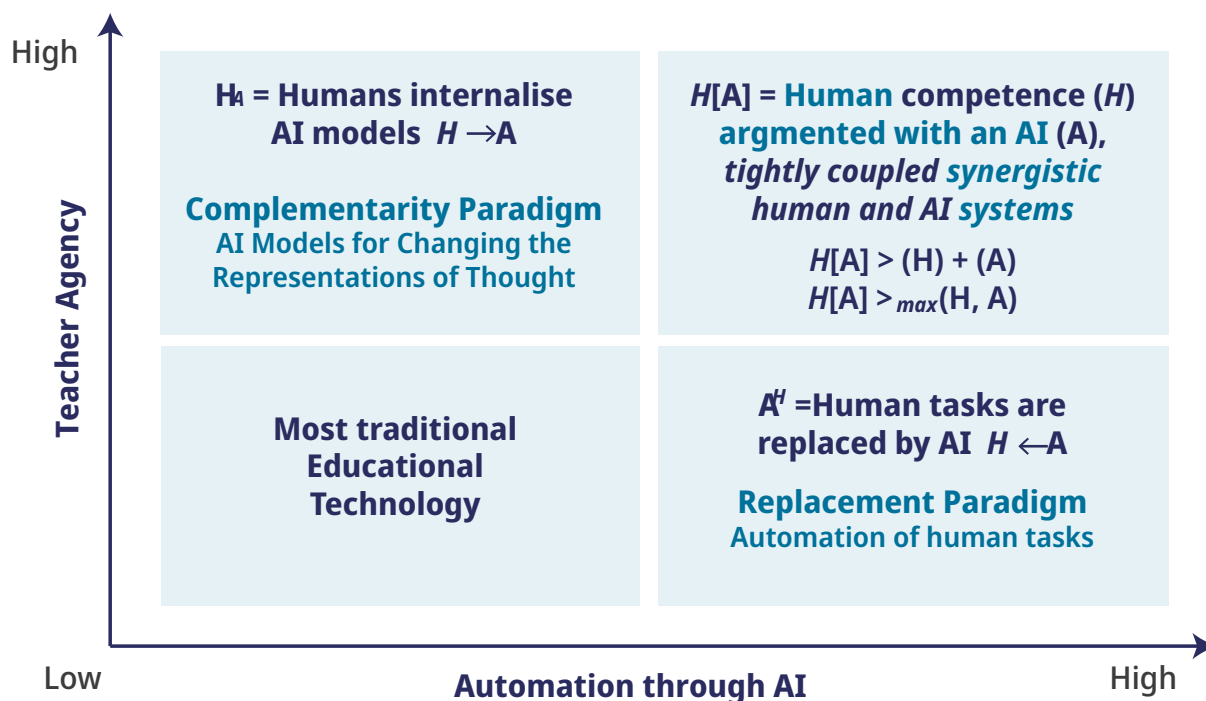 High
Teacher Agency
H_A = Humans internalise
AI models H →A
Complementarity Paradigm
AI Models for Changing the
Representations of Thought
H[A] = Human competence (H)
argmented with an AI (A),
tightly coupled synergistic
human and AI systems
H[A] > (H) + (A)
H[A] > max(H, A)
Most traditional
Educational
Technology
A^H =Human tasks are
replaced by AI H ←A
Replacement Paradigm
Automation of human tasks
Low
Automation through AI
High